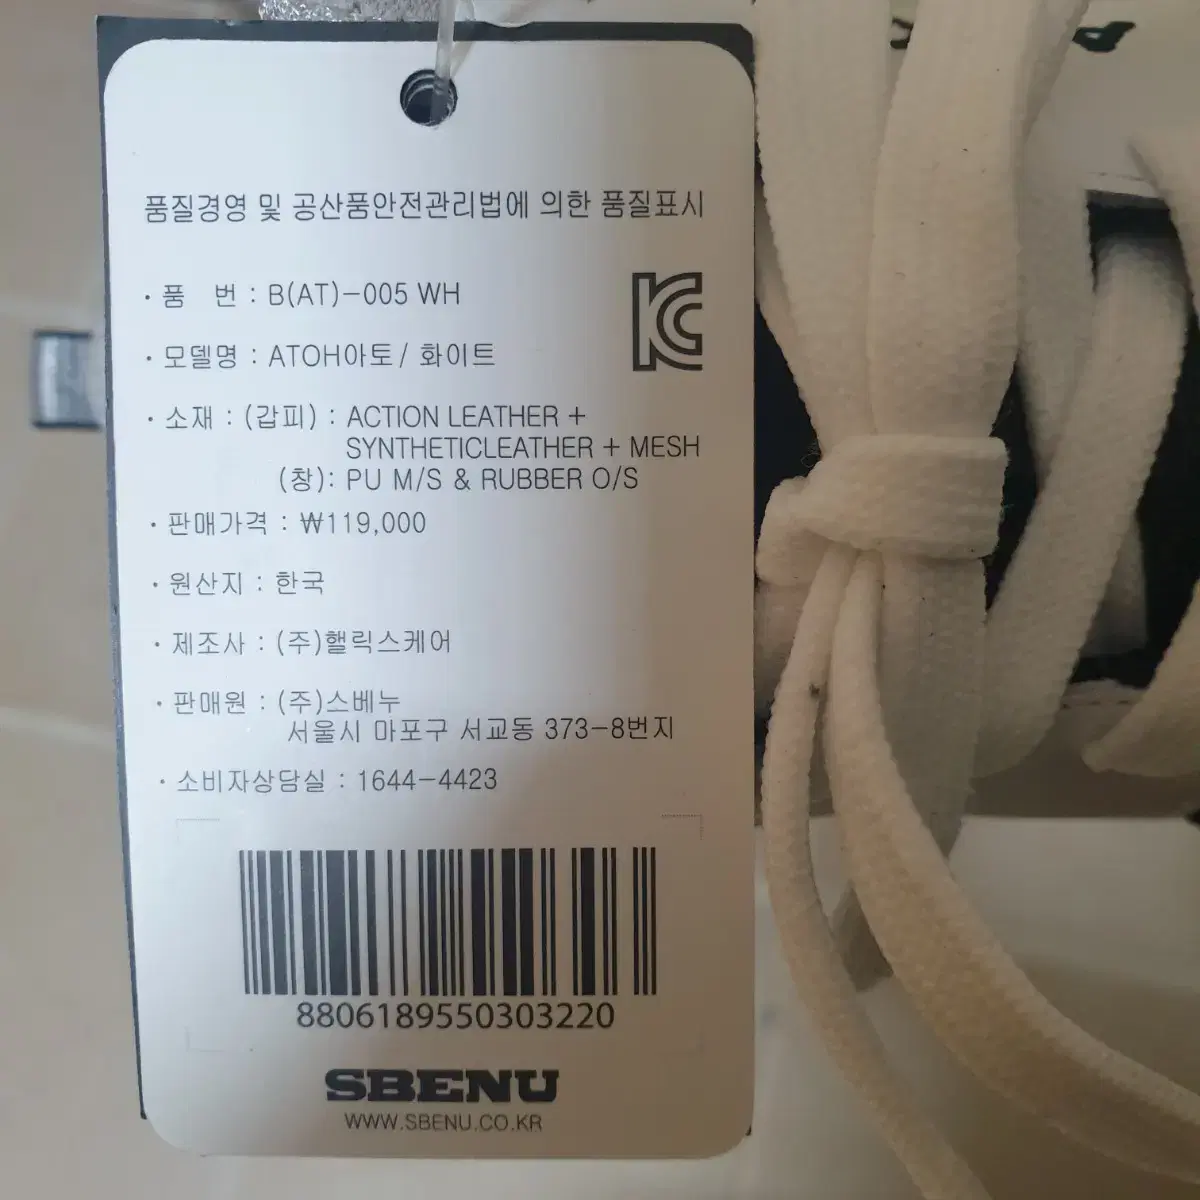 품질경영 및 공산품안전관리법에 의한 품질표시
· 품 번 : B(AT)-005 WH
· 모델명 : ATOH아토/ 화이트
· 소재 : (갑피) : ACTION LEATHER +
SYNTHETICLEATHER + MESH
(창): PU M/S & RUBBER O/S
· 판매가격 : ₩119,000
· 원산지 : 한국
· 제조사 : (주)핼릭스케어
· 판매원 : (주)스베누
서울시 마포구 서교동 373-8번지
· 소비자상담실 : 1644-4423
8806189550303220
SBENU
WWW.SBENU.CO.KR